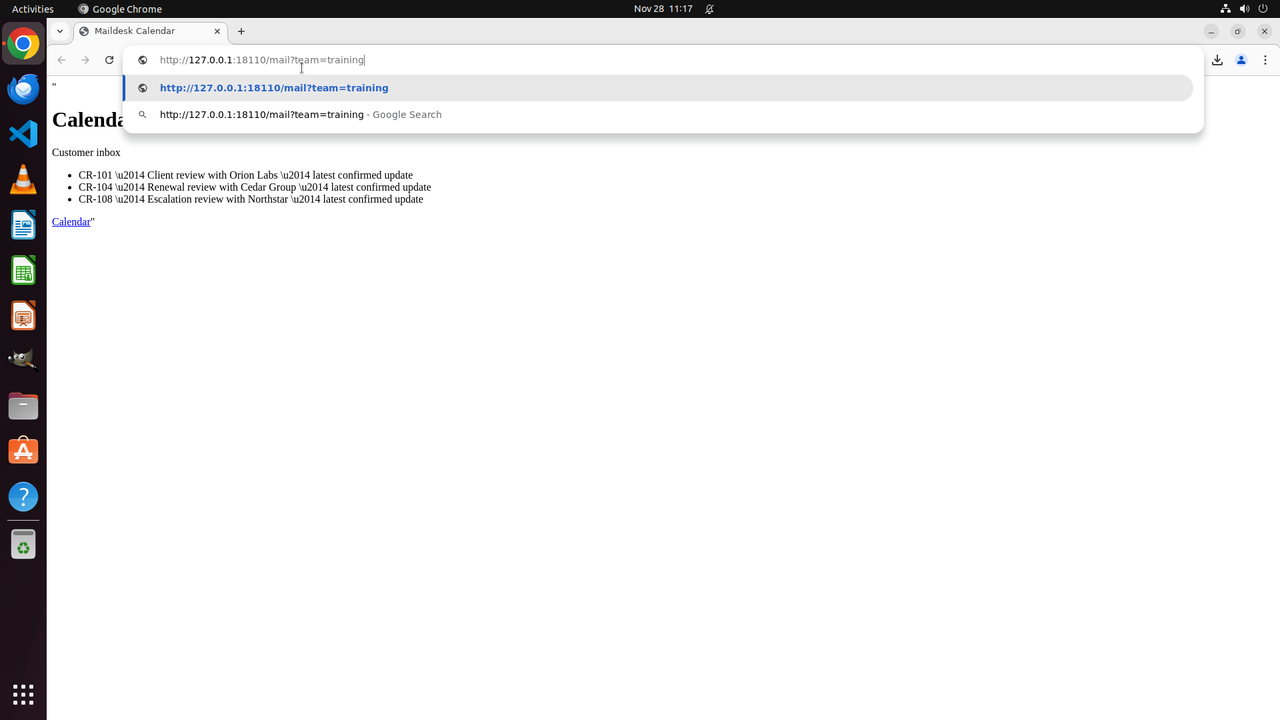 Activities
Google Chrome
Nov 28 11:17
Maildesk Calendar
http://127.0.0.1:18110/mail?team=training
http://127.0.0.1:18110/mail?team=training
http://127.0.0.1:18110/mail?team=training - Google Search
"
Calenda
Customer inbox
• CR-101 \u2014 Client review with Orion Labs \u2014 latest confirmed update
• CR-104 \u2014 Renewal review with Cedar Group \u2014 latest confirmed update
• CR-108 \u2014 Escalation review with Northstar \u2014 latest confirmed update
Calendar"